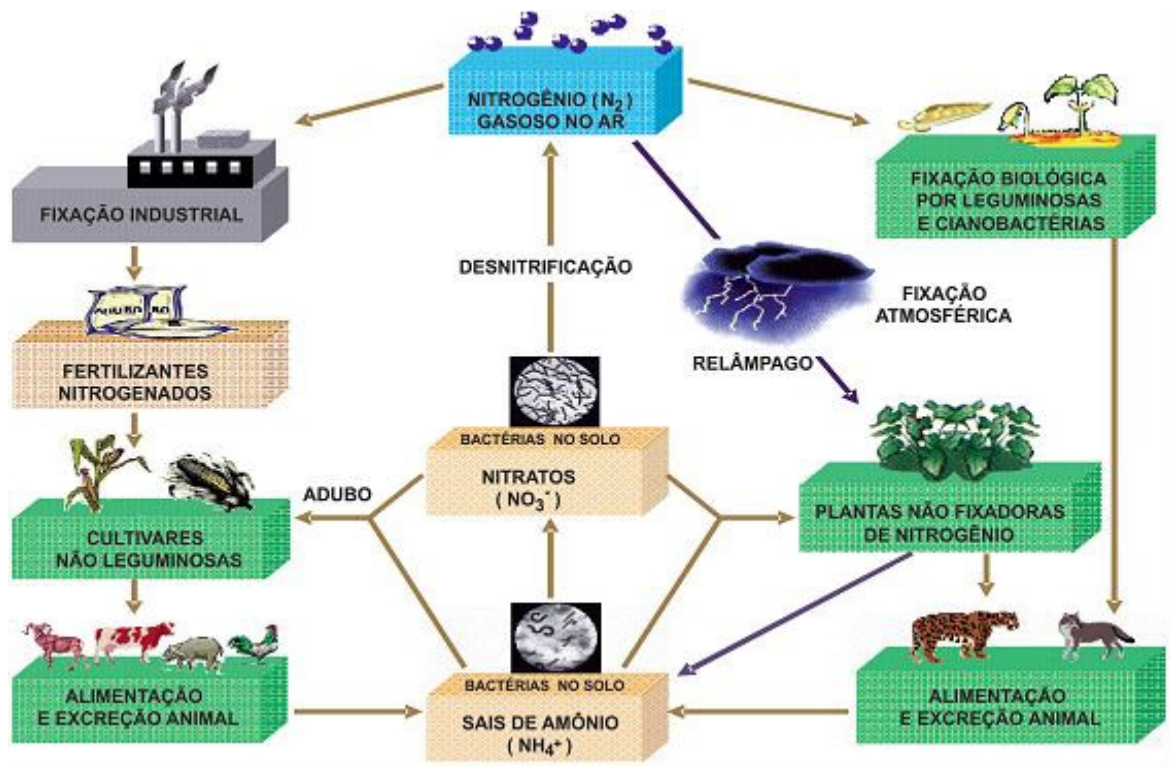 NITROGÊNIO ( N2 )
GASOSO NO AR
FIXAÇÃO INDUSTRIAL
FIXAÇÃO BIOLÓGICA
POR LEGUMINOSAS
E CIANOBACTÉRIAS
DESNITRIFICAÇÃO
FIXAÇÃO
ATMOSFÉRICA
RELÂMPAGO
ADUBO
FERTILIZANTES
NITROGENADOS
BACTÉRIAS NO SOLO
NITRATOS
( NO3- )
ADUBO
CULTIVARES
NÃO LEGUMINOSAS
PLANTAS NÃO FIXADORAS
DE NITROGÊNIO
BACTÉRIAS NO SOLO
SAIS DE AMÔNIO
( NH4+ )
ALIMENTAÇÃO
E EXCREÇÃO ANIMAL
ALIMENTAÇÃO
E EXCREÇÃO ANIMAL